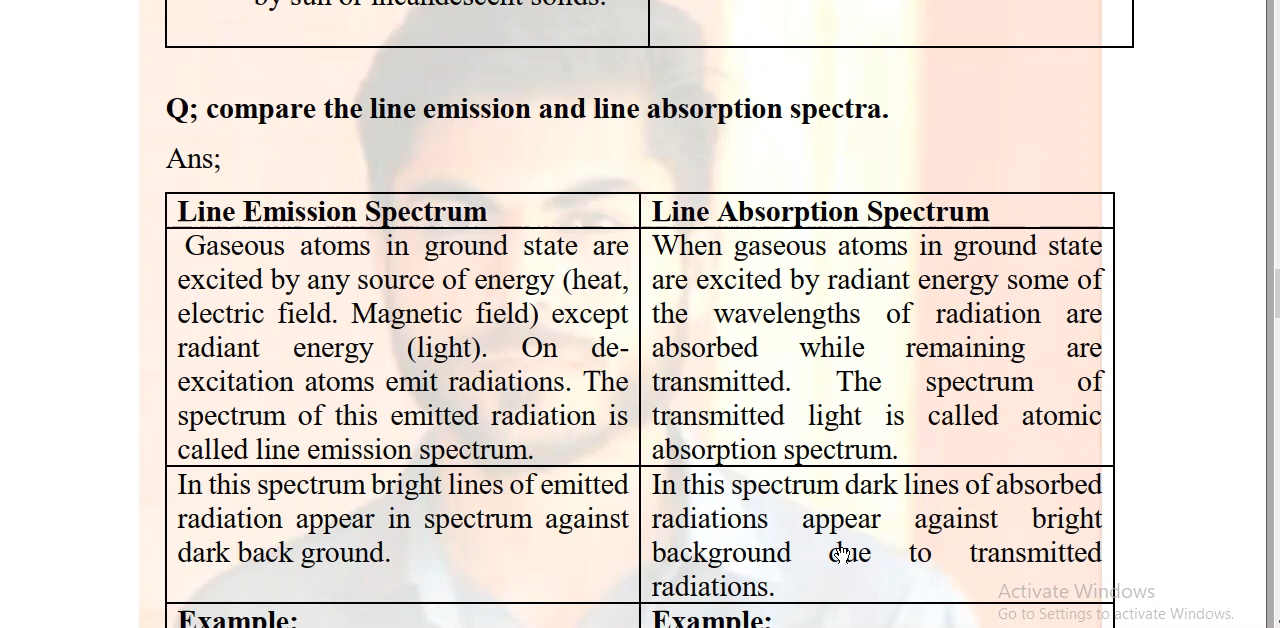 by sun or incandescent solids.
Q; compare the line emission and line absorption spectra.
Ans;
Line Emission Spectrum
Gaseous atoms in ground state are
excited by any source of energy (heat,
electric field. Magnetic field) except
radiant energy (light). On de-
excitation atoms emit radiations. The
spectrum of this emitted radiation is
called line emission spectrum.
Line Absorption Spectrum
When gaseous atoms in ground state
are excited by radiant energy some of
the wavelengths of radiation are
absorbed while remaining are
transmitted. The spectrum of
transmitted light is called atomic
absorption spectrum.
In this spectrum bright lines of emitted
radiation appear in spectrum against
dark back ground.
In this spectrum dark lines of absorbed
radiations appear against bright
background due to transmitted
radiations.
Example:
Example:
Activate Windows
Go to Settings to activate Windows.